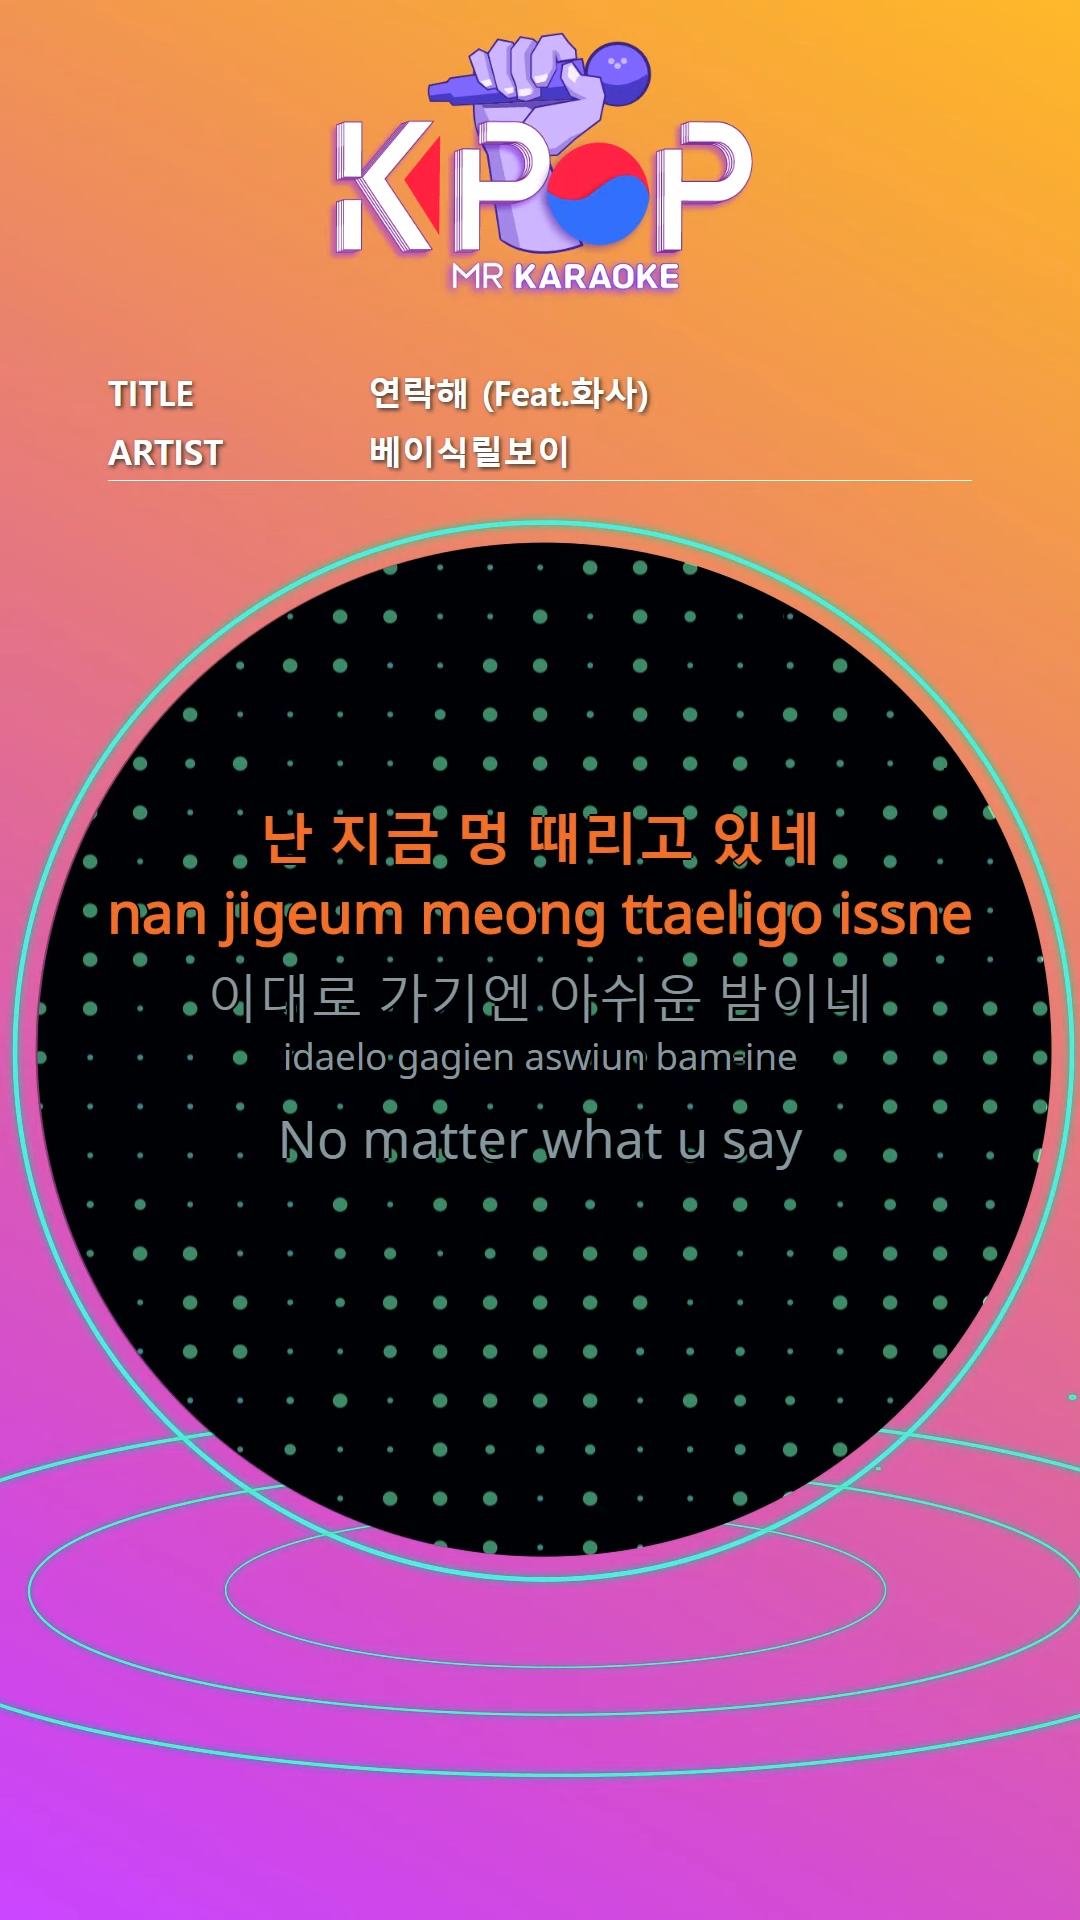 KPOP
MR KARAOKE
TITLE 연락해 (Feat.화사)
ARTIST 베이식릴보이
난 지금 멍 때리고 있네
nan jigeum meong ttaeligo issne
이대로 가기엔 아쉬운 밤이네
idaelo gagien aswiun bam-ine
No matter what u say